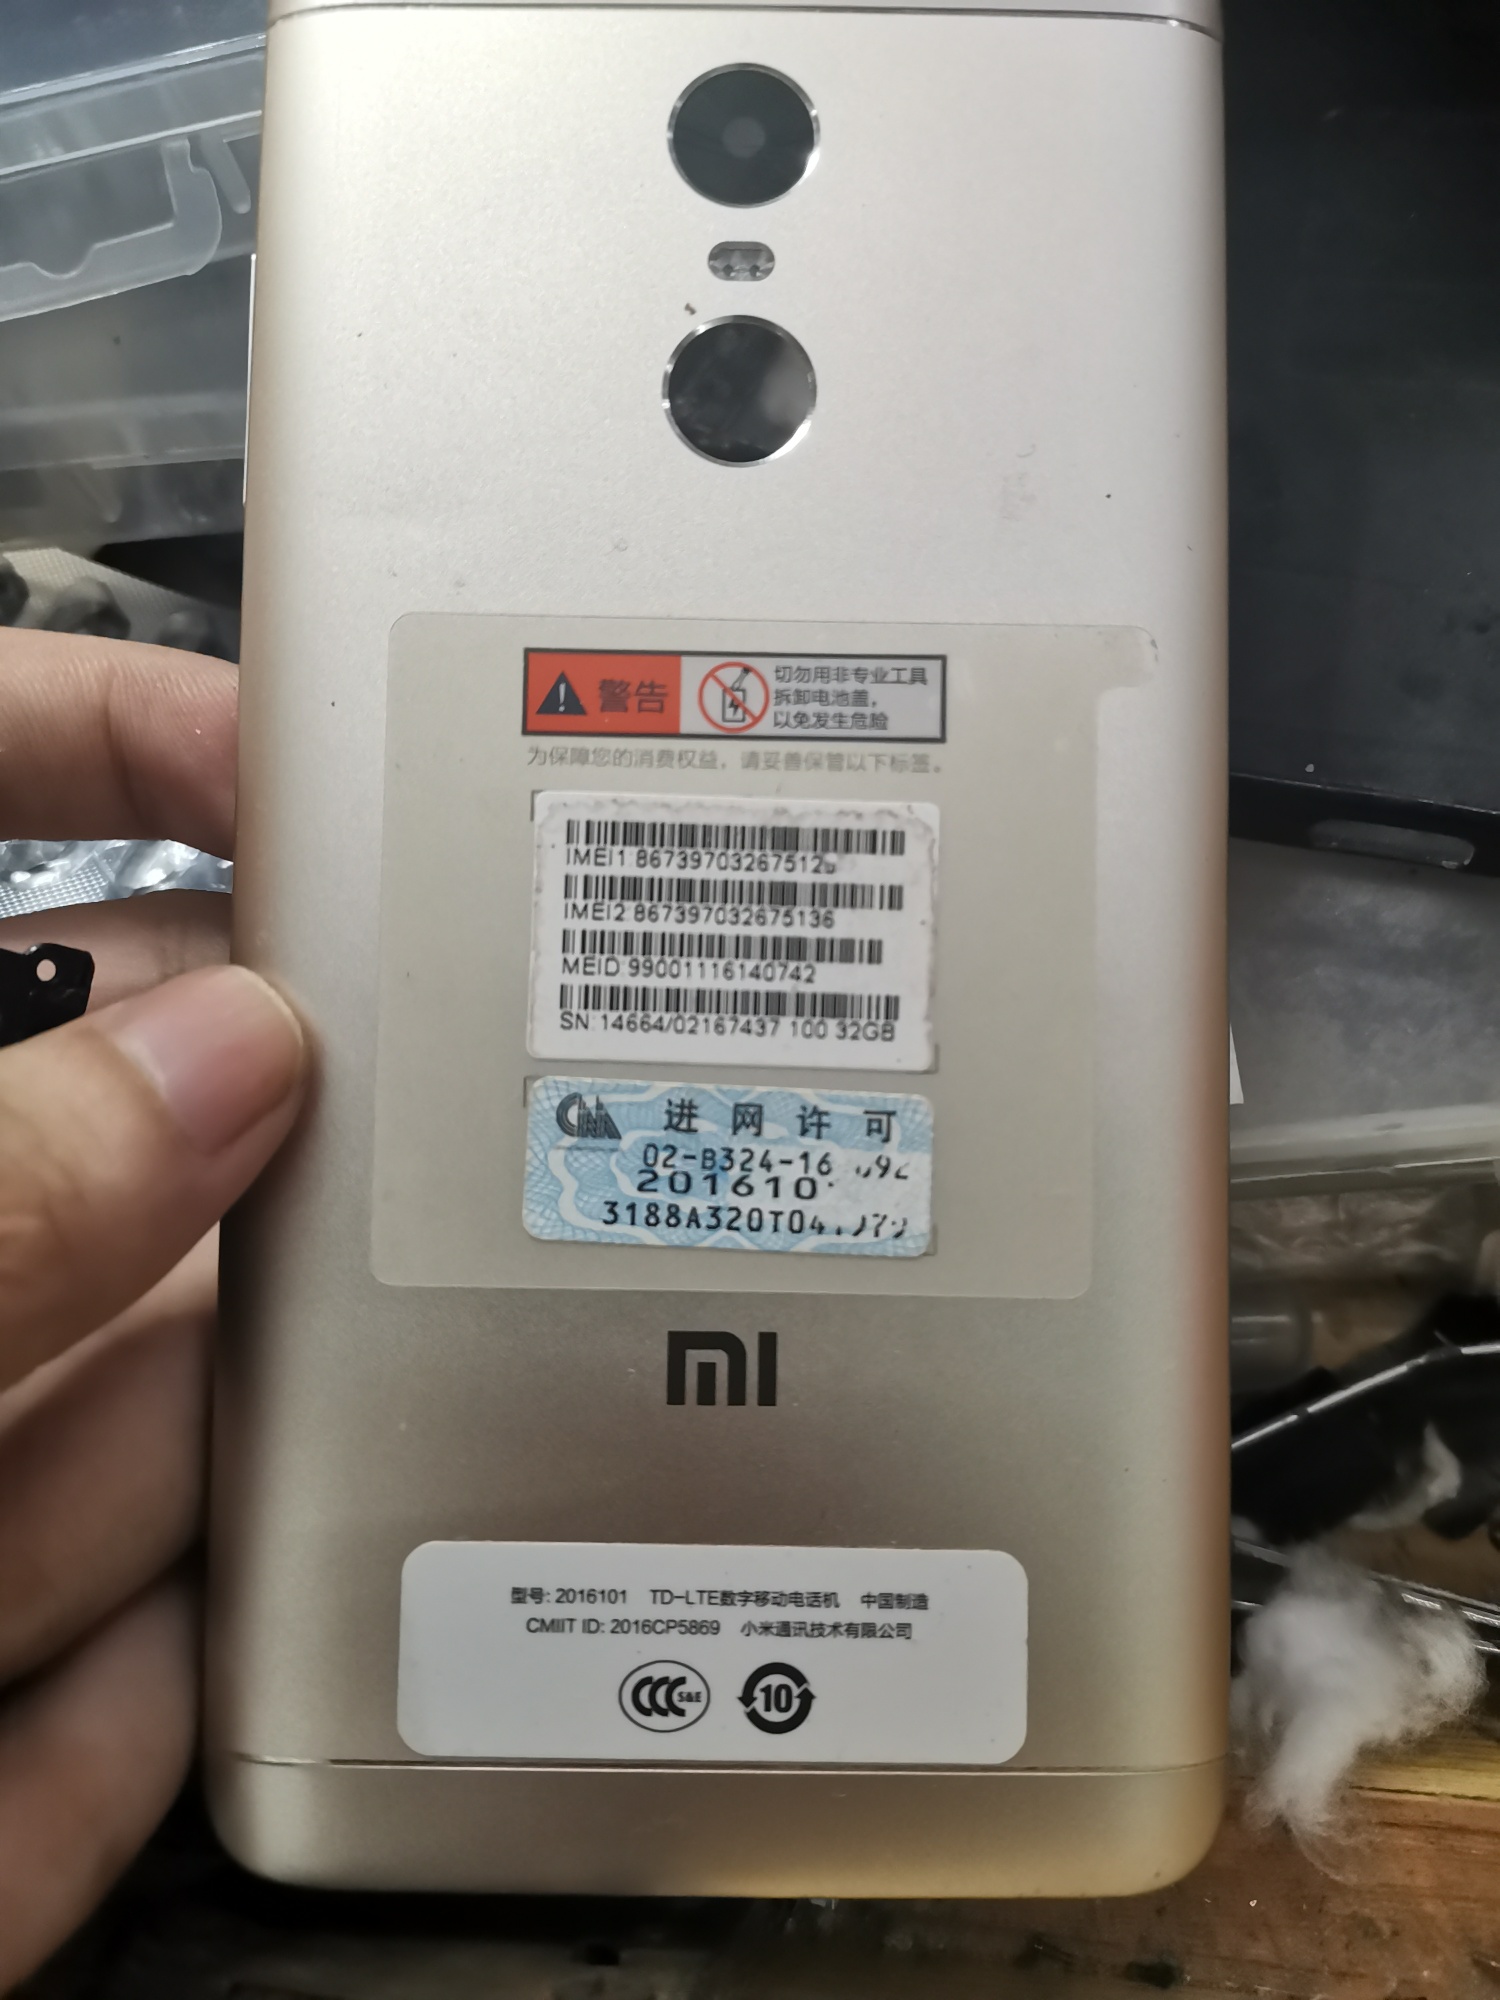 警告
切勿用非专业工具
拆卸电池盖，
以免发生危险
为保障您的消费权益，请妥善保管以下标签。
IMEI1 86739703267512
IMEI2 867397032675136
MEID 99001116140742
SN: 14664/02167437 100 32GB
CNA 进网许可
02-B324-16
201610
3188A320T04
MI
型号: 2016101 TD-LTE数字移动电话机 中国制造
CMIIT ID: 2016CP5869 小米通讯技术有限公司
CCC S&E 10